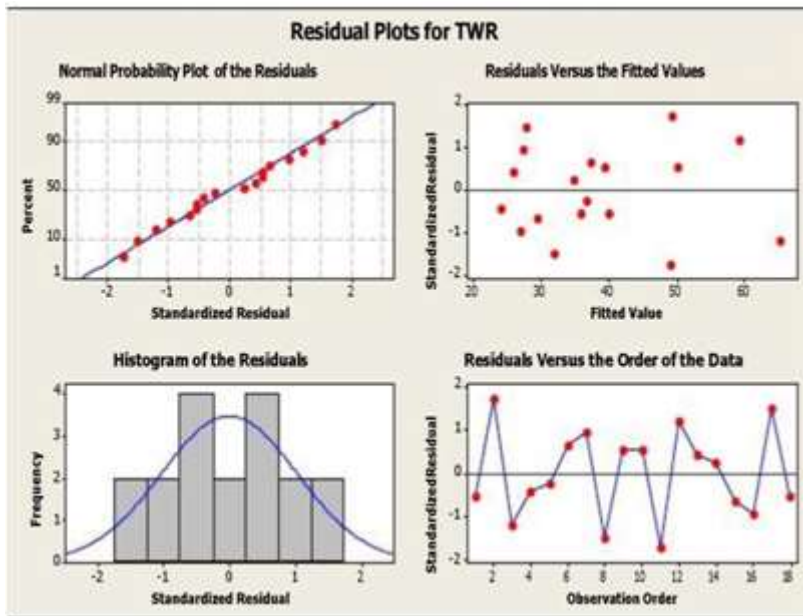 Residual Plots for TWR
Normal Probability Plot of the Residuals
99
90
50
10
1
Percent
-2 -1 0 1 2
Standardized Residual
Residuals Versus the Fitted Values
2
1
0
-1
-2
StandardizedResidual
20 30 40 50 60
Fitted Value
Histogram of the Residuals
4
3
2
1
0
Frequency
-2 -1 0 1 2
Standardized Residual
Residuals Versus the Order of the Data
2
1
0
-1
-2
StandardizedResidual
2 4 6 8 10 12 14 16 18
Observation Order